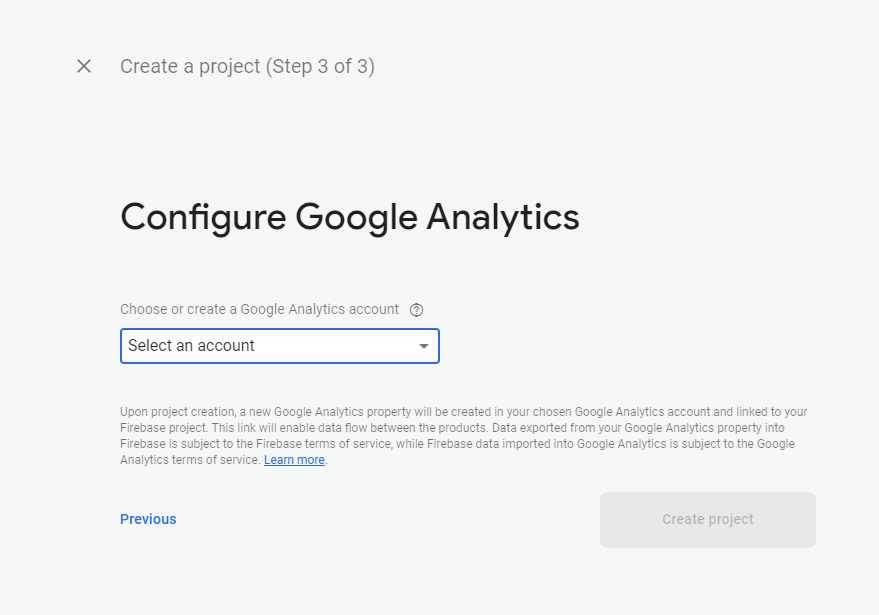 Create a project (Step 3 of 3)
Configure Google Analytics
Choose or create a Google Analytics account
Select an account
Upon project creation, a new Google Analytics property will be created in your chosen Google Analytics account and linked to your
Firebase project. This link will enable data flow between the products. Data exported from your Google Analytics property into
Firebase is subject to the Firebase terms of service, while Firebase data imported into Google Analytics is subject to the Google
Analytics terms of service. Learn more.
Previous
Create project